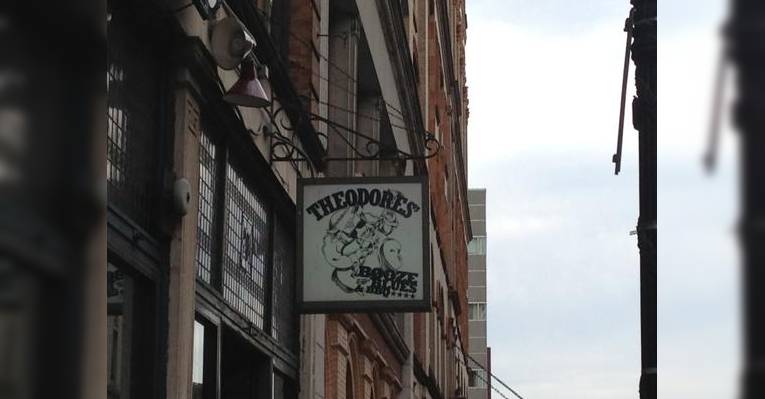 THEODORES'
BOOZE
BLUES
& BBQ